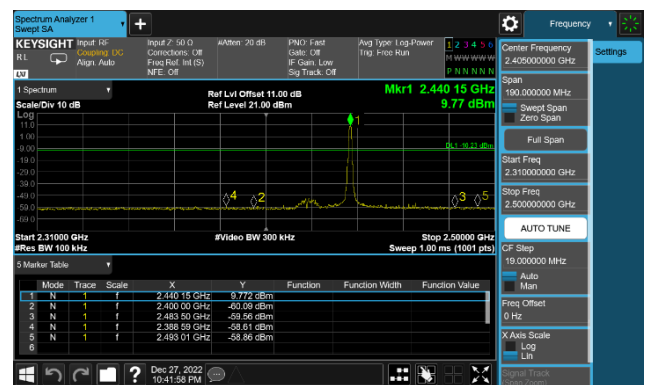 Spectrum Analyzer 1
Swept SA
Frequency
KEYSIGHT
RL
LXI
Input: RF
Coupling: DC
Align: Auto
Input Z: 50 Ω
Corrections: Off
Freq Ref: Int (S)
NFE: Off
#Atten: 20 dB
PNO: Fast
Gate: Off
IF Gain: Low
Sig Track: Off
Avg Type: Log-Power
Trig: Free Run
1 2 3 4 5 6
M W W W W W
P N N N N N
Center Frequency
2.405000000 GHz
Settings
Span
190.000000 MHz
Swept Span
Zero Span
Full Span
Start Freq
2.310000000 GHz
Stop Freq
2.500000000 GHz
AUTO TUNE
CF Step
19.000000 MHz
Auto
Man
Freq Offset
0 Hz
X Axis Scale
Log
Lin
Signal Track
(Span Zoom)
1 Spectrum
Scale/Div 10 dB
Ref Lvl Offset 11.00 dB
Ref Level 21.00 dBm
Mkr1 2.440 15 GHz
9.77 dBm
Log
11.0
1.00
-9.00
-19.0
-29.0
-39.0
-49.0
-59.0
-69.0
1
DL1 -10.23 dBm
4
2
3
5
Start 2.31000 GHz
#Res BW 100 kHz
#Video BW 300 kHz
Stop 2.50000 GHz
Sweep 1.00 ms (1001 pts)
5 Marker Table
Mode Trace Scale X Y Function Function Width Function Value
1 N 1 f 2.440 15 GHz 9.772 dBm
2 N 1 f 2.400 00 GHz -60.09 dBm
3 N 1 f 2.483 50 GHz -59.56 dBm
4 N 1 f 2.388 59 GHz -58.61 dBm
5 N 1 f 2.493 01 GHz -58.86 dBm
6
?
Dec 27, 2022
10:41:58 PM